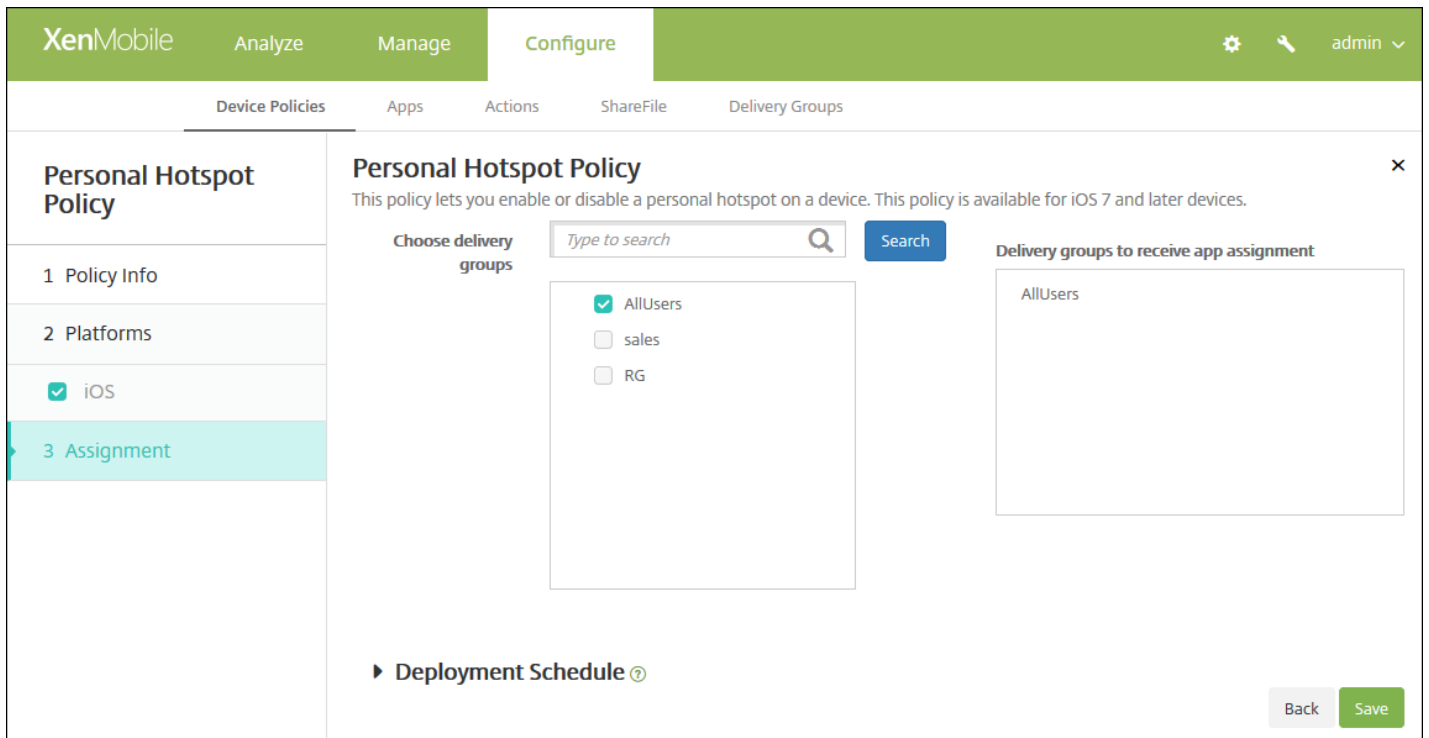 XenMobile Analyze Manage Configure admin
Device Policies Apps Actions ShareFile Delivery Groups
Personal Hotspot
Policy
1 Policy Info
2 Platforms
iOS
3 Assignment
Personal Hotspot Policy
This policy lets you enable or disable a personal hotspot on a device. This policy is available for iOS 7 and later devices.
Choose delivery
groups
Type to search
Search
AllUsers
sales
RG
Delivery groups to receive app assignment
AllUsers
Deployment Schedule ?
Back Save